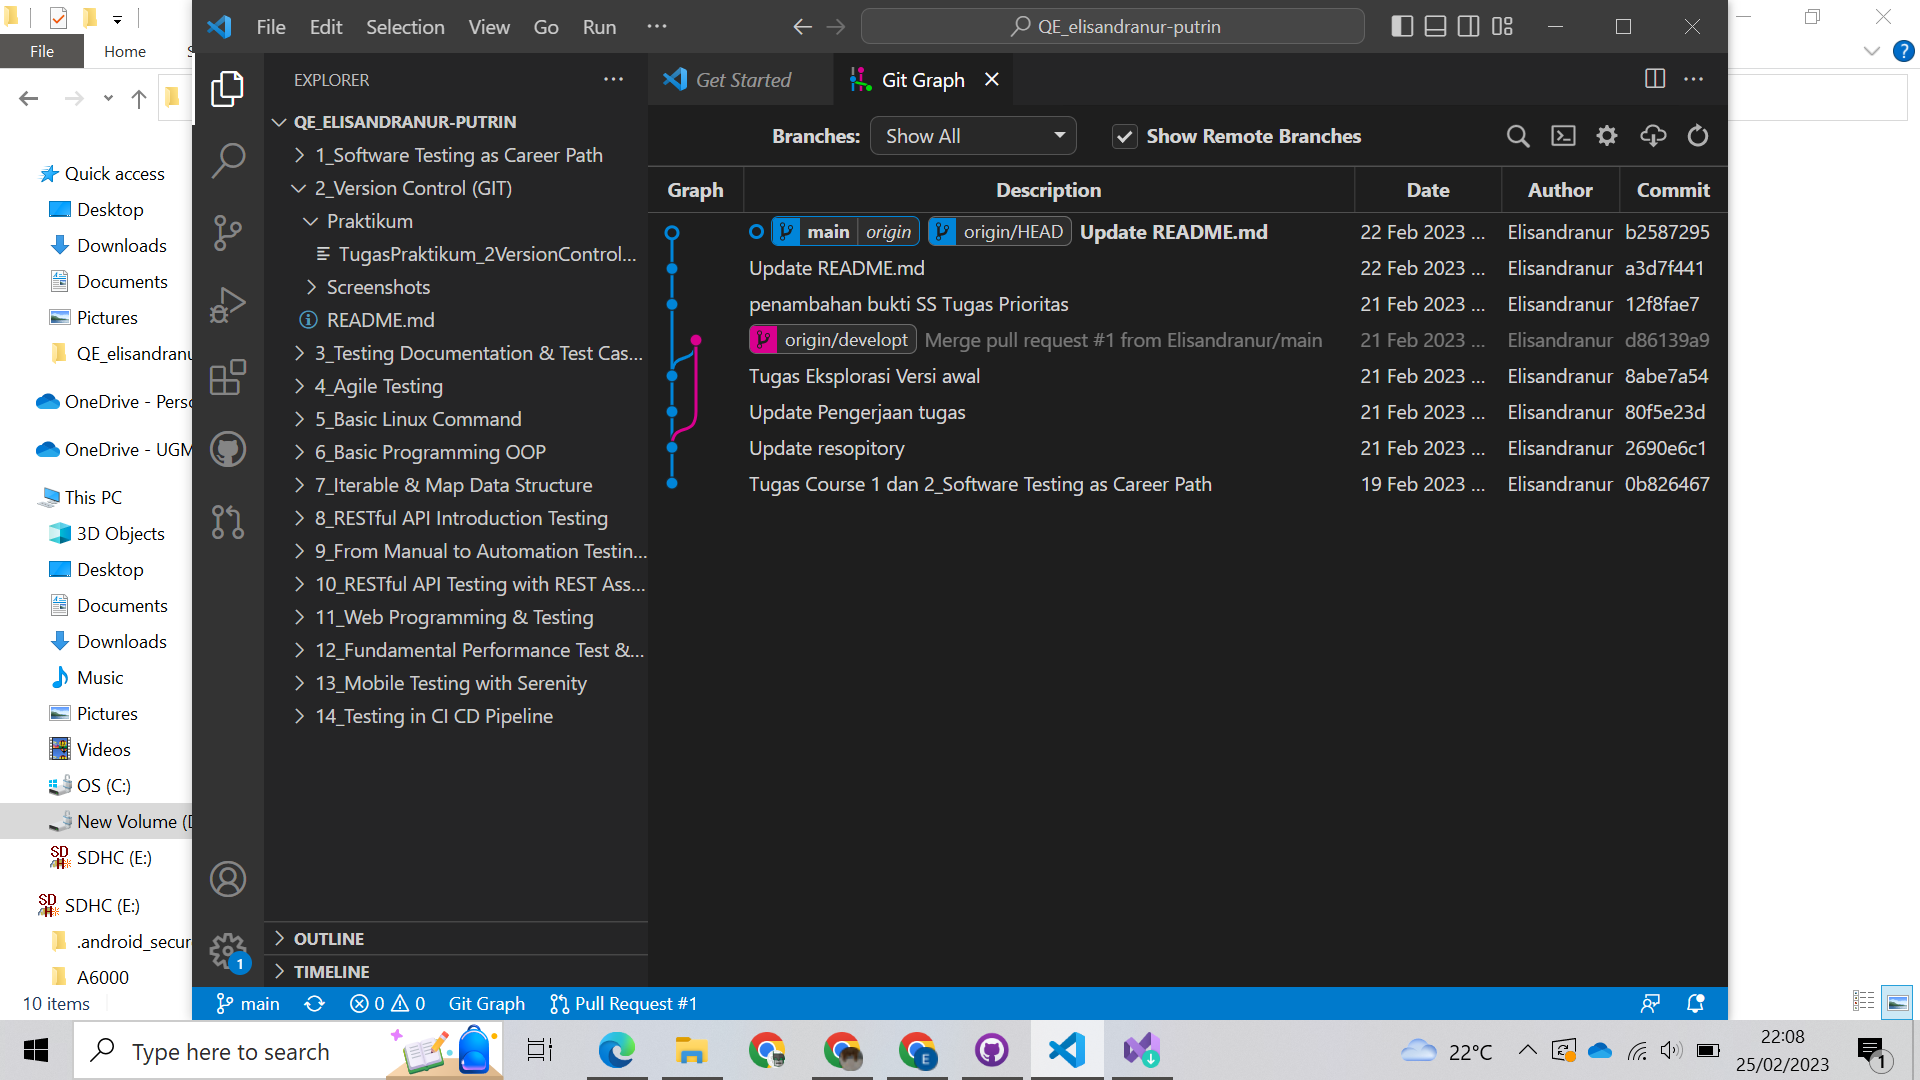 File
Home
Quick access
Desktop
Downloads
Documents
Pictures
QE_elisandranu
OneDrive - Perso
OneDrive - UGM
This PC
3D Objects
Desktop
Documents
Downloads
Music
Pictures
Videos
OS (C:)
New Volume (D
SDHC (E:)
SDHC (E:)
.android_secur
A6000
10 items
File Edit Selection View Go Run ...
QE_elisandranur-putrin
EXPLORER
QE_ELISANDRANUR-PUTRIN
1_Software Testing as Career Path
2_Version Control (GIT)
Praktikum
TugasPraktikum_2VersionControl...
Screenshots
README.md
3_Testing Documentation & Test Cas...
4_Agile Testing
5_Basic Linux Command
6_Basic Programming OOP
7_Iterable & Map Data Structure
8_RESTful API Introduction Testing
9_From Manual to Automation Testin...
10_RESTful API Testing with REST Ass...
11_Web Programming & Testing
12_Fundamental Performance Test &...
13_Mobile Testing with Serenity
14_Testing in CI CD Pipeline
OUTLINE
TIMELINE
1
Get Started Git Graph
Branches: Show All Show Remote Branches
Graph Description Date Author Commit
main origin origin/HEAD Update README.md 22 Feb 2023 ... Elisandranur b2587295
Update README.md 22 Feb 2023 ... Elisandranur a3d7f441
penambahan bukti SS Tugas Prioritas 21 Feb 2023 ... Elisandranur 12f8fae7
origin/developt Merge pull request #1 from Elisandranur/main 21 Feb 2023 ... Elisandranur d86139a9
Tugas Eksplorasi Versi awal 21 Feb 2023 ... Elisandranur 8abe7a54
Update Pengerjaan tugas 21 Feb 2023 ... Elisandranur 80f5e23d
Update resopitory 21 Feb 2023 ... Elisandranur 2690e6c1
Tugas Course 1 dan 2_Software Testing as Career Path 19 Feb 2023 ... Elisandranur 0b826467
main 0 0 Git Graph Pull Request #1
Type here to search
E
22°C
22:08
25/02/2023
1